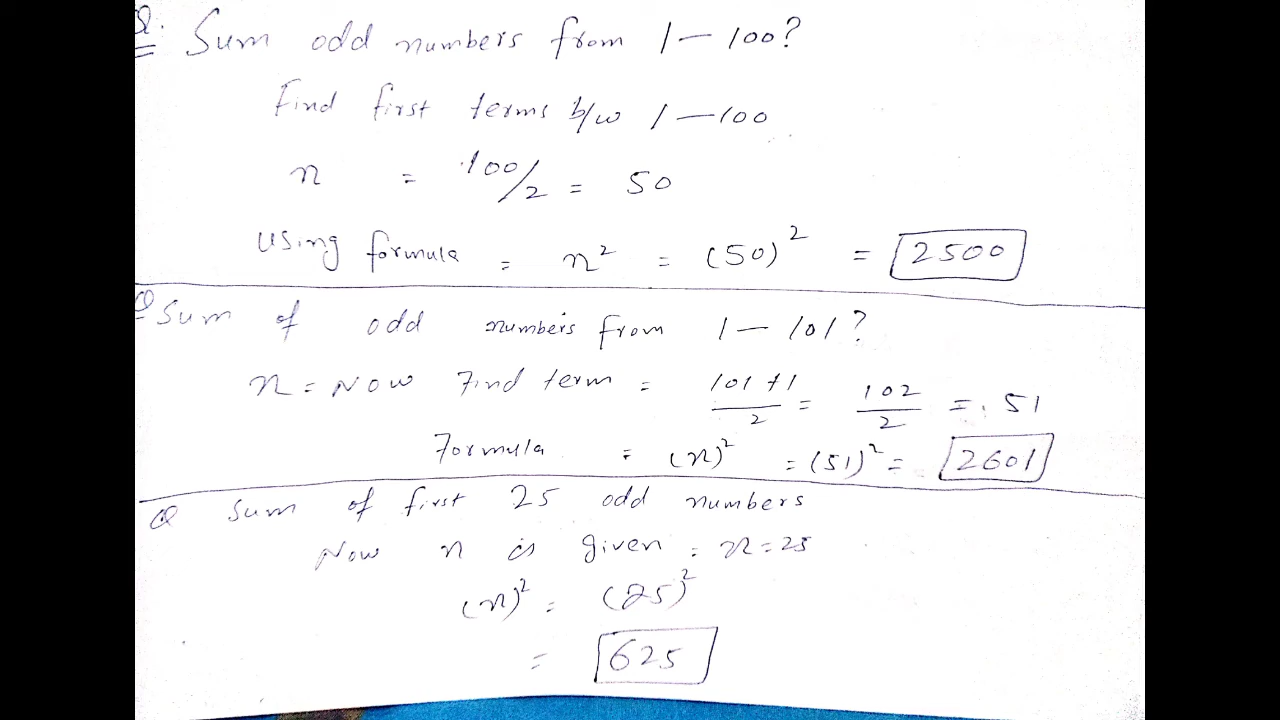 Q. Sum odd numbers from 1 — 100?
Find first terms b/w 1 — 100
n = 100/2 = 50
using formula = n² = (50)² = 2500
Q Sum of odd numbers from 1 — 101?
n = Now Find term = 101+1/2 = 102/2 = 51
Formula = (n)² = (51)² = 2601
Q Sum of first 25 odd numbers
Now n is given = n = 25
(n)² = (25)²
= 625